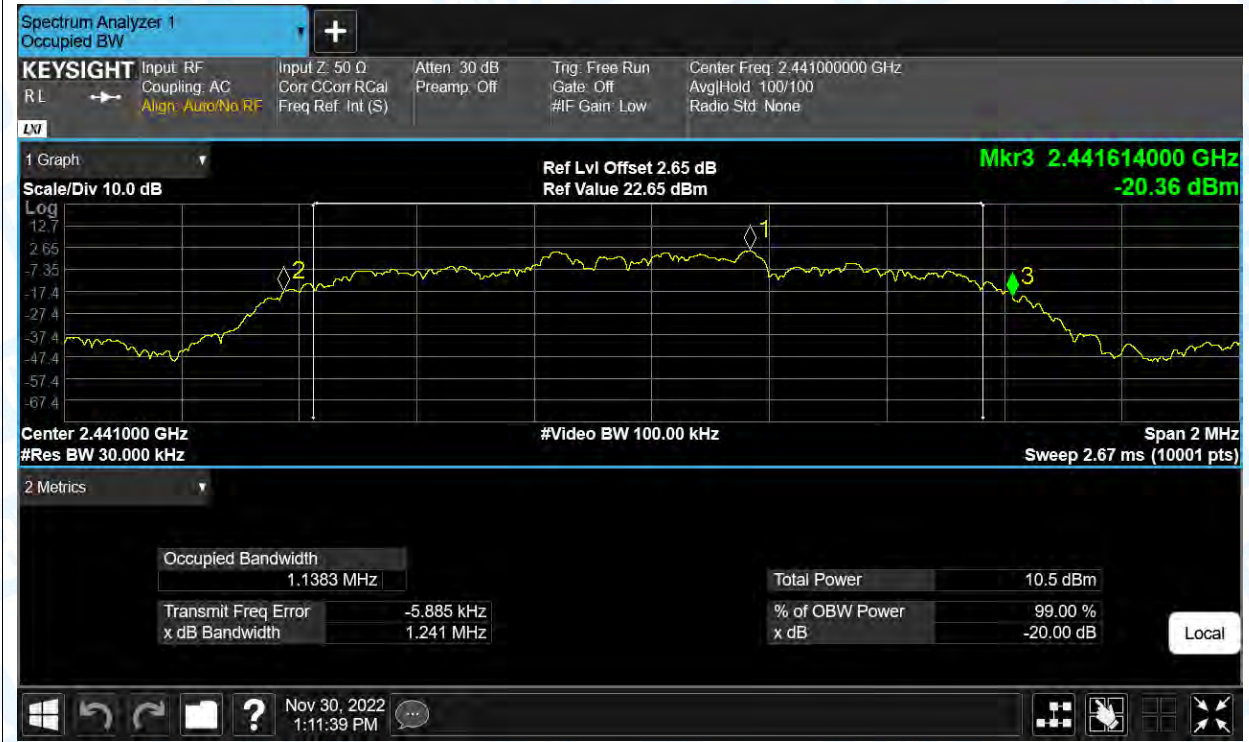 Spectrum Analyzer 1
Occupied BW
+
KEYSIGHT
R L
LXI
Input: RF
Coupling: AC
Align: Auto/No RF
Input Z: 50 Ω
Corr CCorr RCal
Freq Ref: Int (S)
Atten: 30 dB
Preamp: Off
Trig: Free Run
Gate: Off
#IF Gain: Low
Center Freq: 2.441000000 GHz
Avg|Hold: 100/100
Radio Std: None
1 Graph
Scale/Div 10.0 dB
Ref Lvl Offset 2.65 dB
Ref Value 22.65 dBm
Mkr3 2.441614000 GHz
-20.36 dBm
Log
12.7
2.65
-7.35
-17.4
-27.4
-37.4
-47.4
-57.4
-67.4
1
2
3
Center 2.441000 GHz
#Res BW 30.000 kHz
#Video BW 100.00 kHz
Span 2 MHz
Sweep 2.67 ms (10001 pts)
2 Metrics
Occupied Bandwidth
1.1383 MHz
Transmit Freq Error -5.885 kHz
x dB Bandwidth 1.241 MHz
Total Power 10.5 dBm
% of OBW Power 99.00 %
x dB -20.00 dB
Local
?
Nov 30, 2022
1:11:39 PM